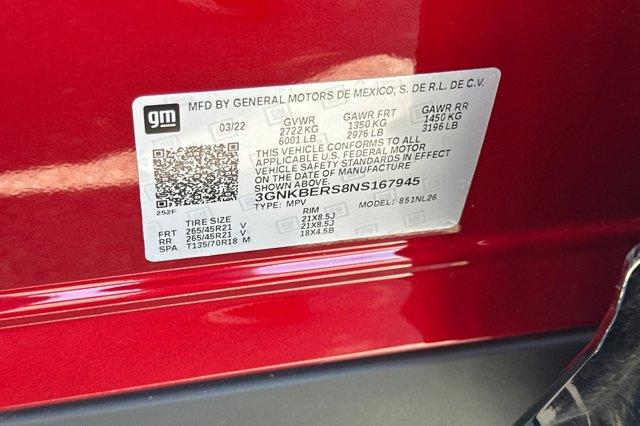 gm
MFD BY GENERAL MOTORS DE MEXICO, S. DE R.L. DE C.V.
03/22 GVWR GAWR FRT GAWR RR
2722 KG 1350 KG 1450 KG
6001 LB 2976 LB 3196 LB
THIS VEHICLE CONFORMS TO ALL
APPLICABLE U.S. FEDERAL MOTOR
VEHICLE SAFETY STANDARDS IN EFFECT
ON THE DATE OF MANUFACTURE
SHOWN ABOVE.
3GNKBERS8NS167945
252F TYPE: MPV MODEL: 851NL26
TIRE SIZE RIM
FRT 265/45R21 V 21X8.5J
RR 265/45R21 V 21X8.5J
SPA T135/70R18 M 18X4.5B